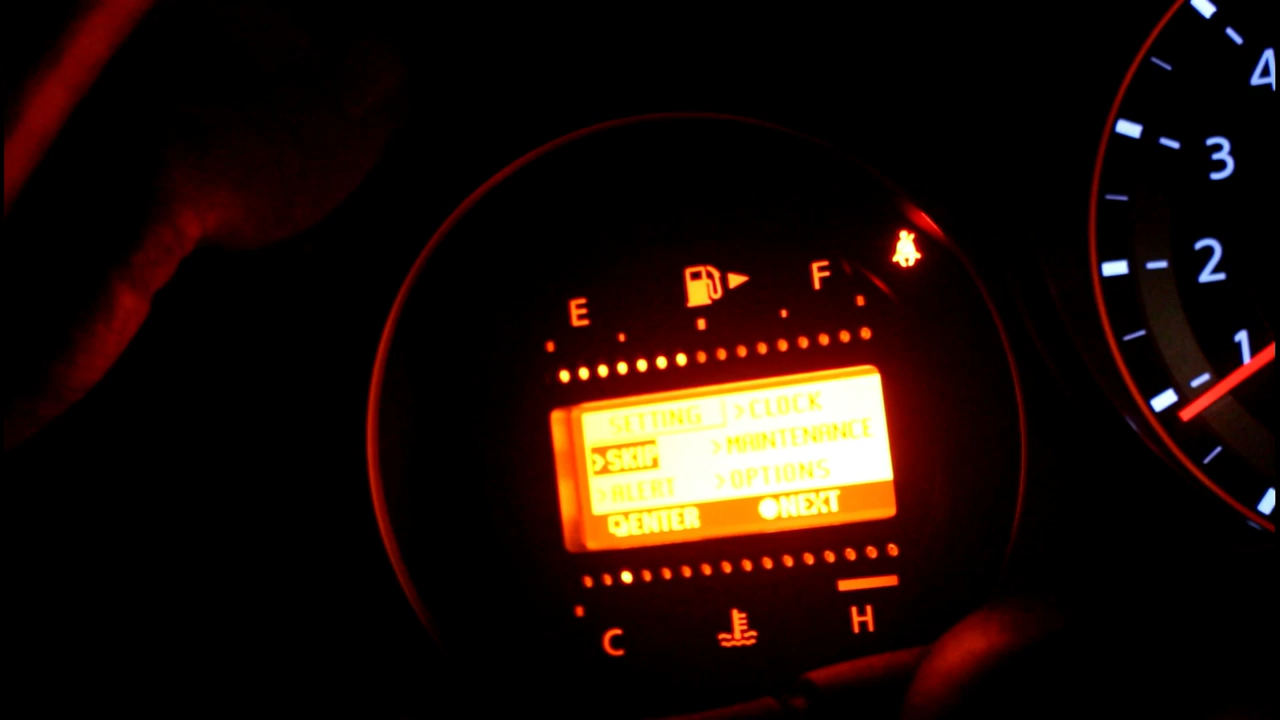 E F
SETTING >CLOCK
>SKIP >MAINTENANCE
>ALERT >OPTIONS
ENTER NEXT
C H
4
3
2
1